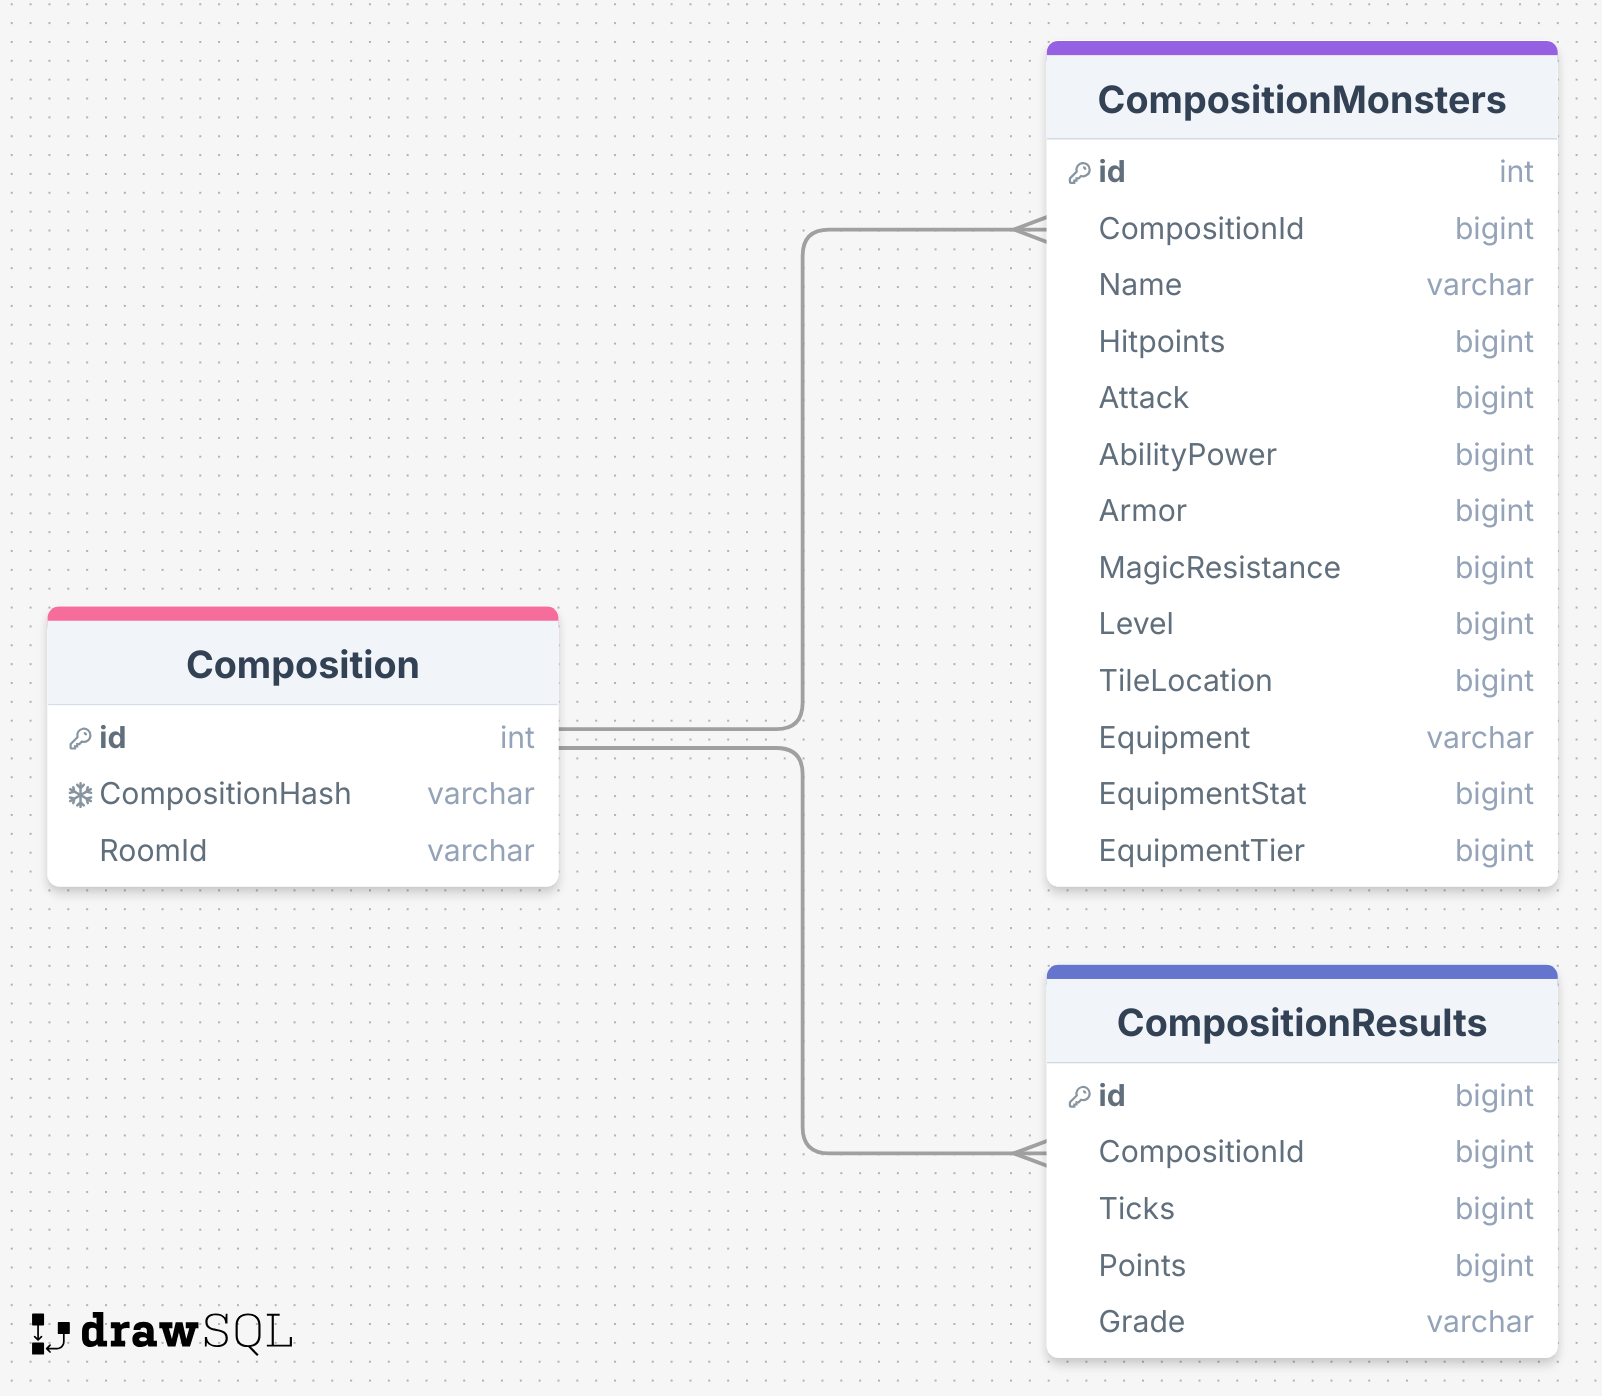 CompositionMonsters
id int
CompositionId bigint
Name varchar
Hitpoints bigint
Attack bigint
AbilityPower bigint
Armor bigint
MagicResistance bigint
Level bigint
TileLocation bigint
Equipment varchar
EquipmentStat bigint
EquipmentTier bigint
Composition
id int
CompositionHash varchar
RoomId varchar
CompositionResults
id bigint
CompositionId bigint
Ticks bigint
Points bigint
Grade varchar
drawSQL